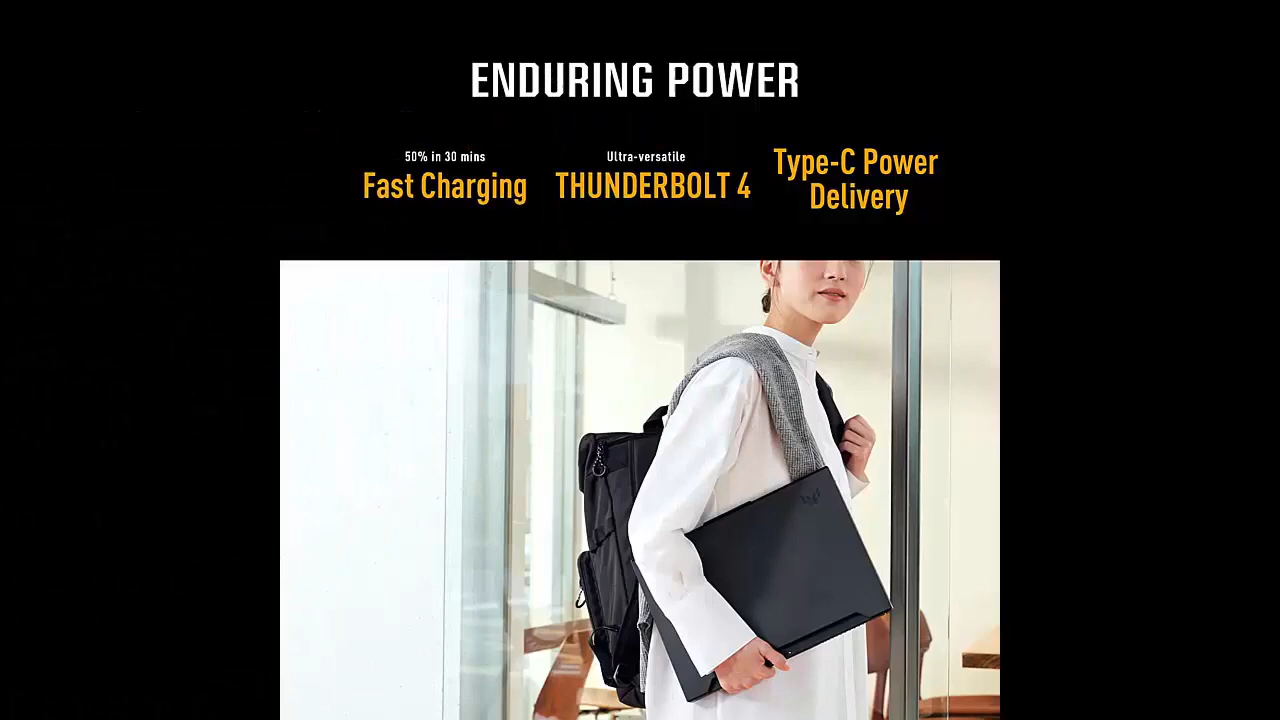 ENDURING POWER
50% in 30 mins
Fast Charging
Ultra-versatile
THUNDERBOLT 4
Type-C Power
Delivery